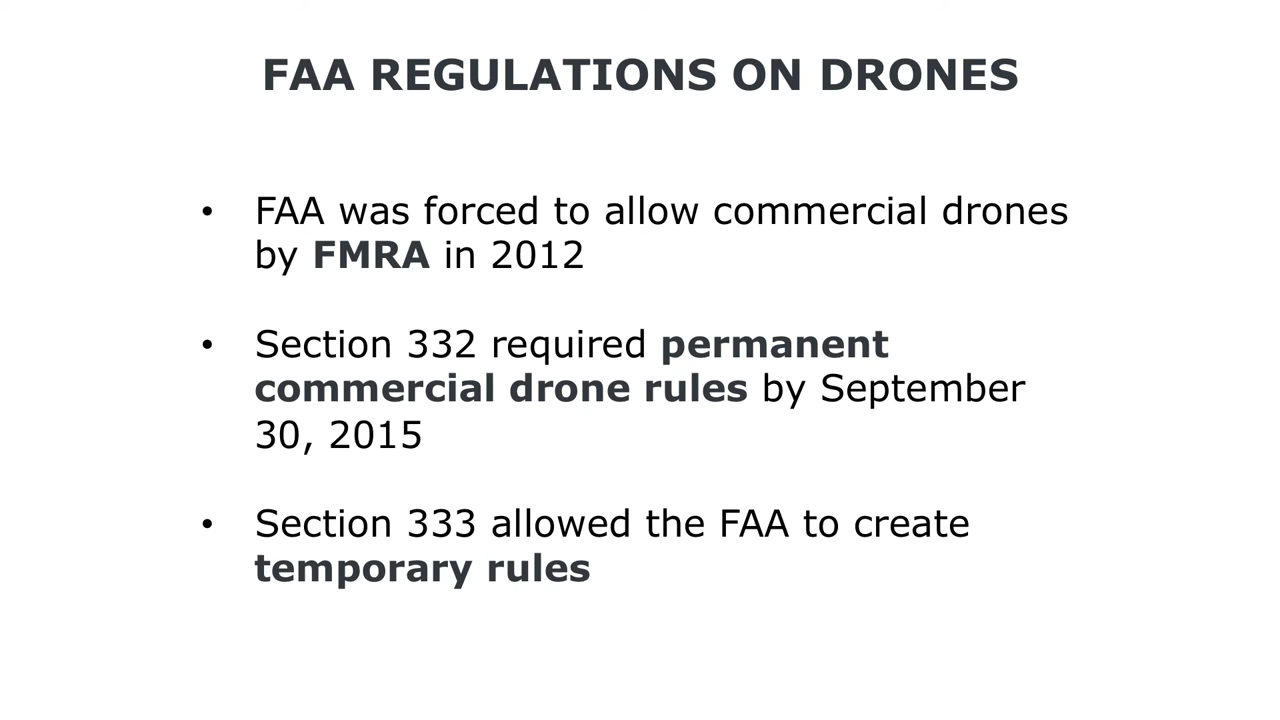 FAA REGULATIONS ON DRONES
• FAA was forced to allow commercial drones
by FMRA in 2012
• Section 332 required permanent
commercial drone rules by September
30, 2015
• Section 333 allowed the FAA to create
temporary rules